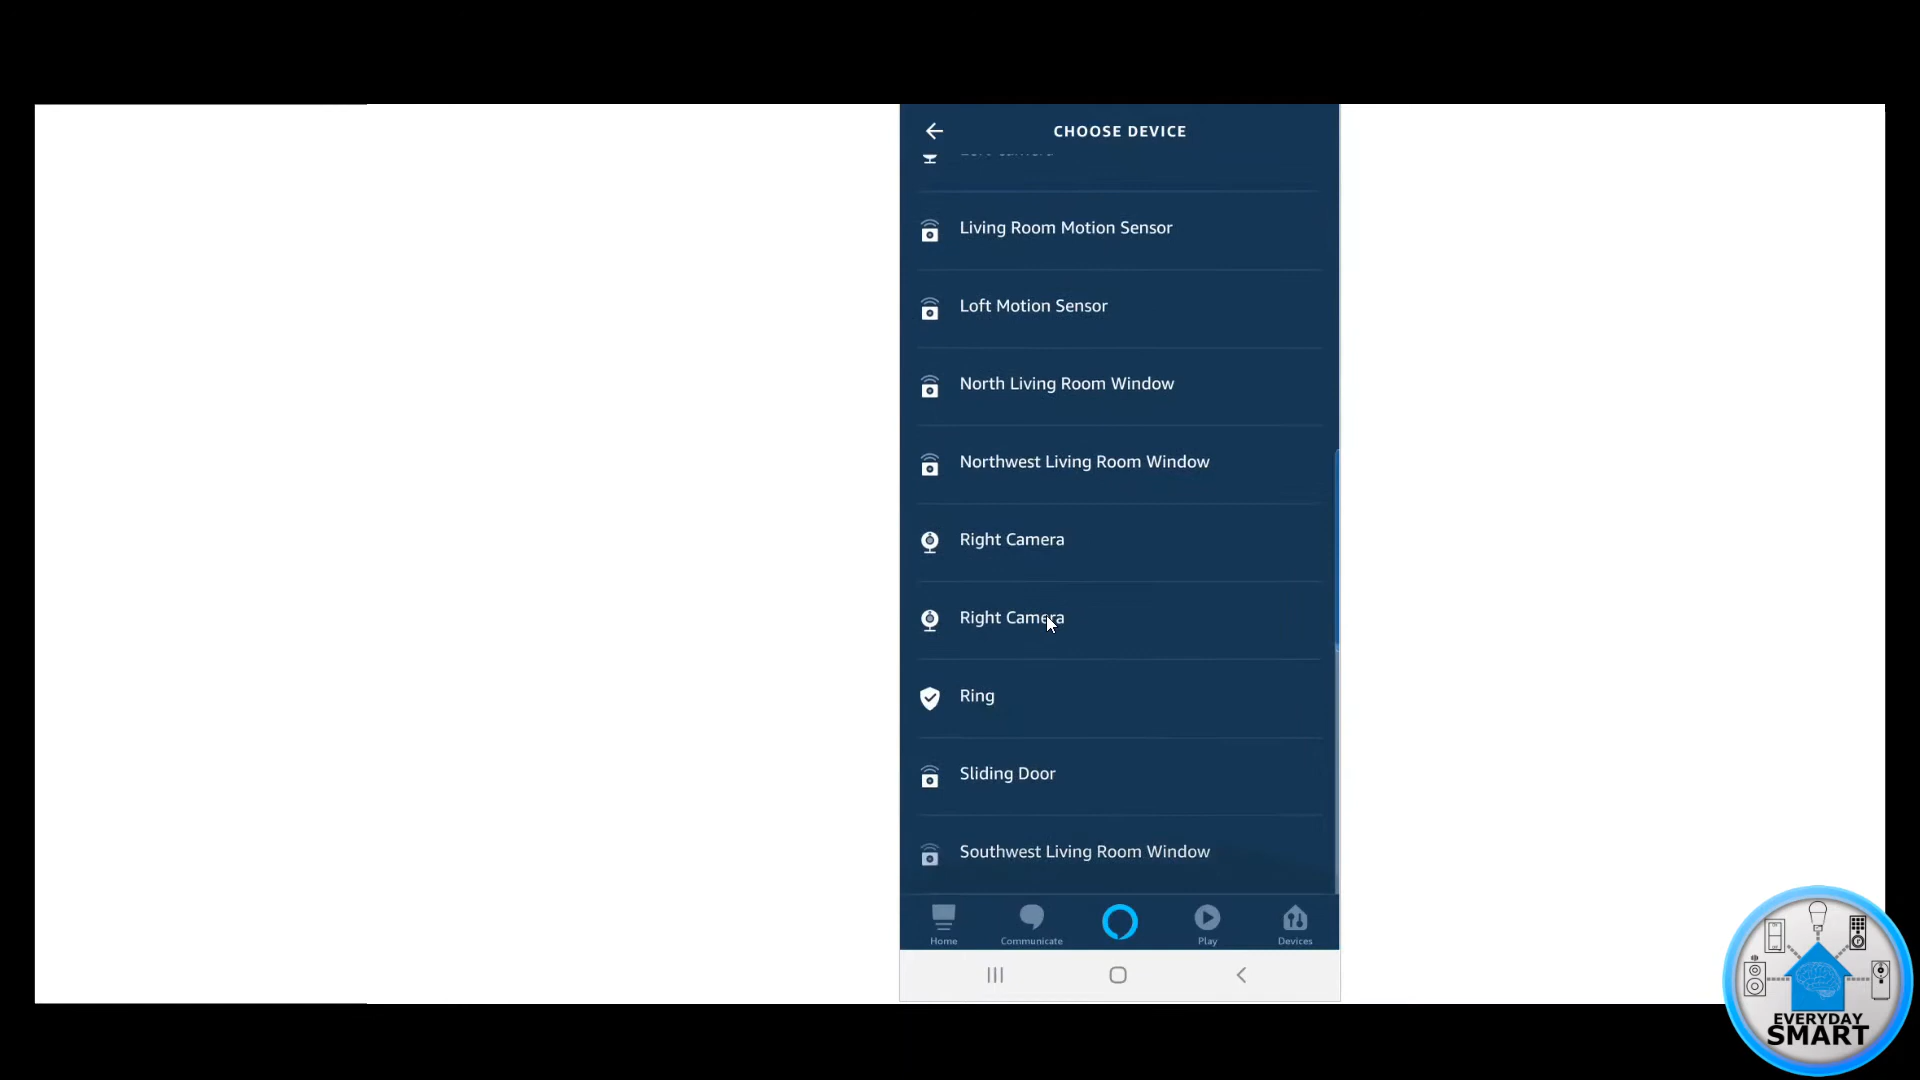 CHOOSE DEVICE
Living Room Motion Sensor
Loft Motion Sensor
North Living Room Window
Northwest Living Room Window
Right Camera
Right Camera
Ring
Sliding Door
Southwest Living Room Window
Home
Communicate
Play
Devices
EVERYDAY
SMART